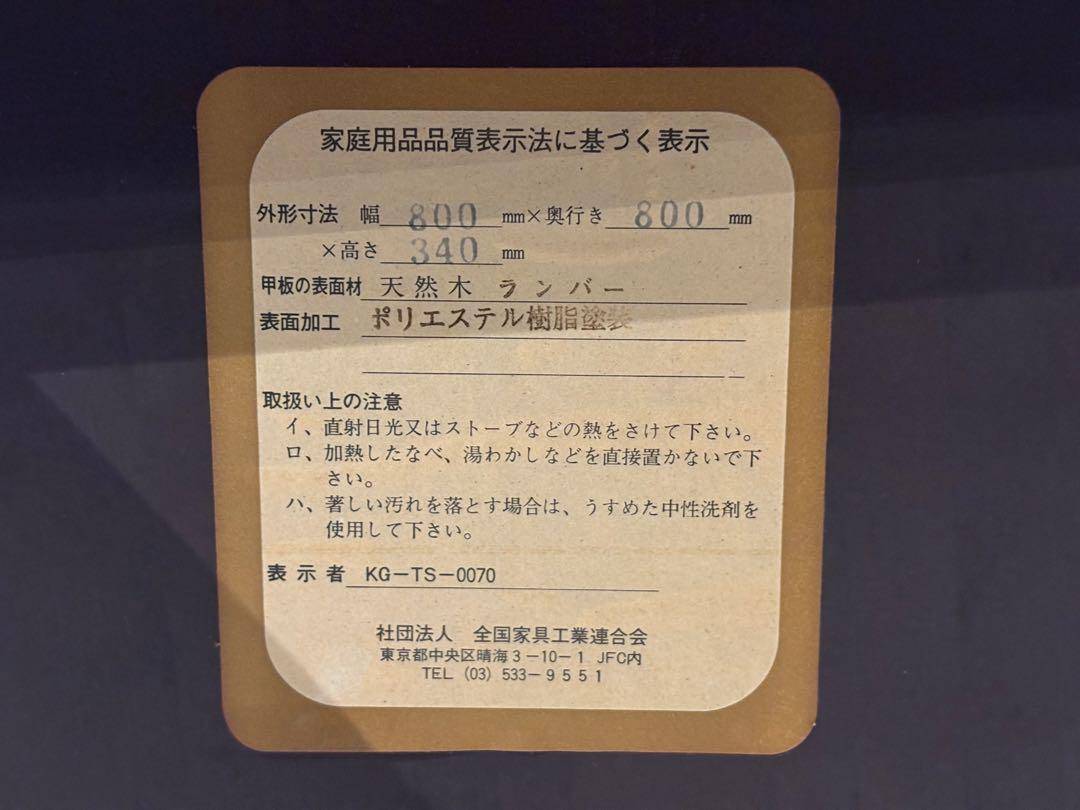 家庭用品品質表示法に基づく表示
外形寸法 幅 800 mm×奥行き 800 mm
×高さ 340 mm
甲板の表面材 天然木 ランバー
表面加工 ポリエステル樹脂塗装
取扱い上の注意
イ、直射日光又はストーブなどの熱をさけて下さい。
ロ、加熱したなべ、湯わかしなどを直接置かないで下
さい。
ハ、著しい汚れを落とす場合は、うすめた中性洗剤を
使用して下さい。
表示者 KG-TS-0070
社団法人 全国家具工業連合会
東京都中央区晴海3-10-1 JFC内
TEL (03) 533-9551